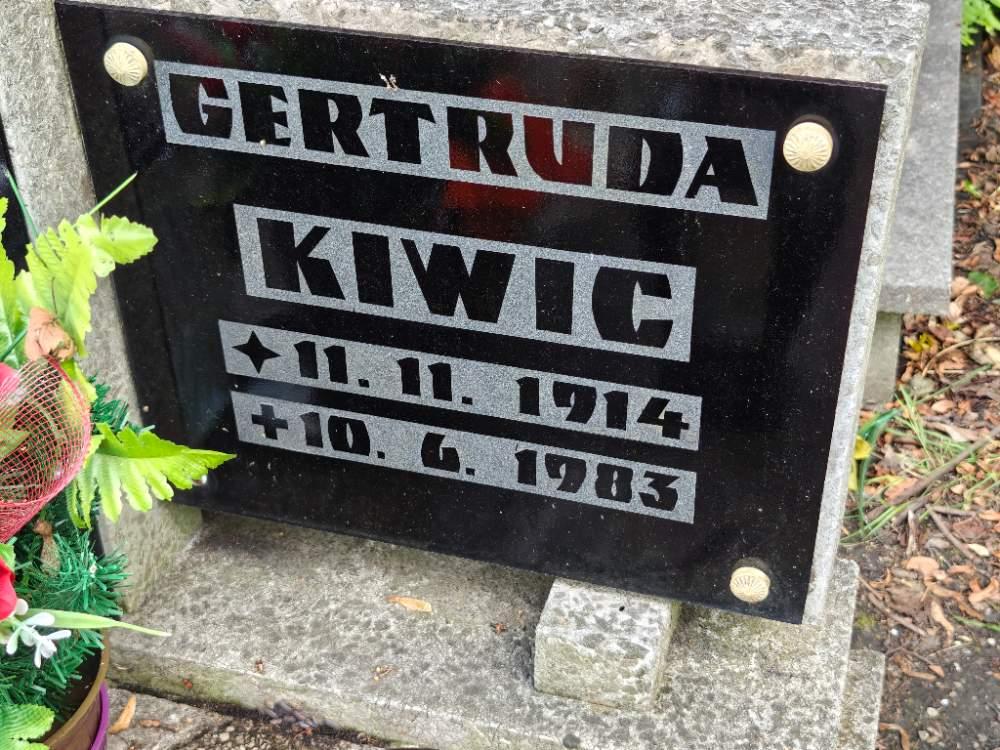 GERTRUDA
KIWIC
✦ 11. 11. 1914
+ 10. 6. 1983